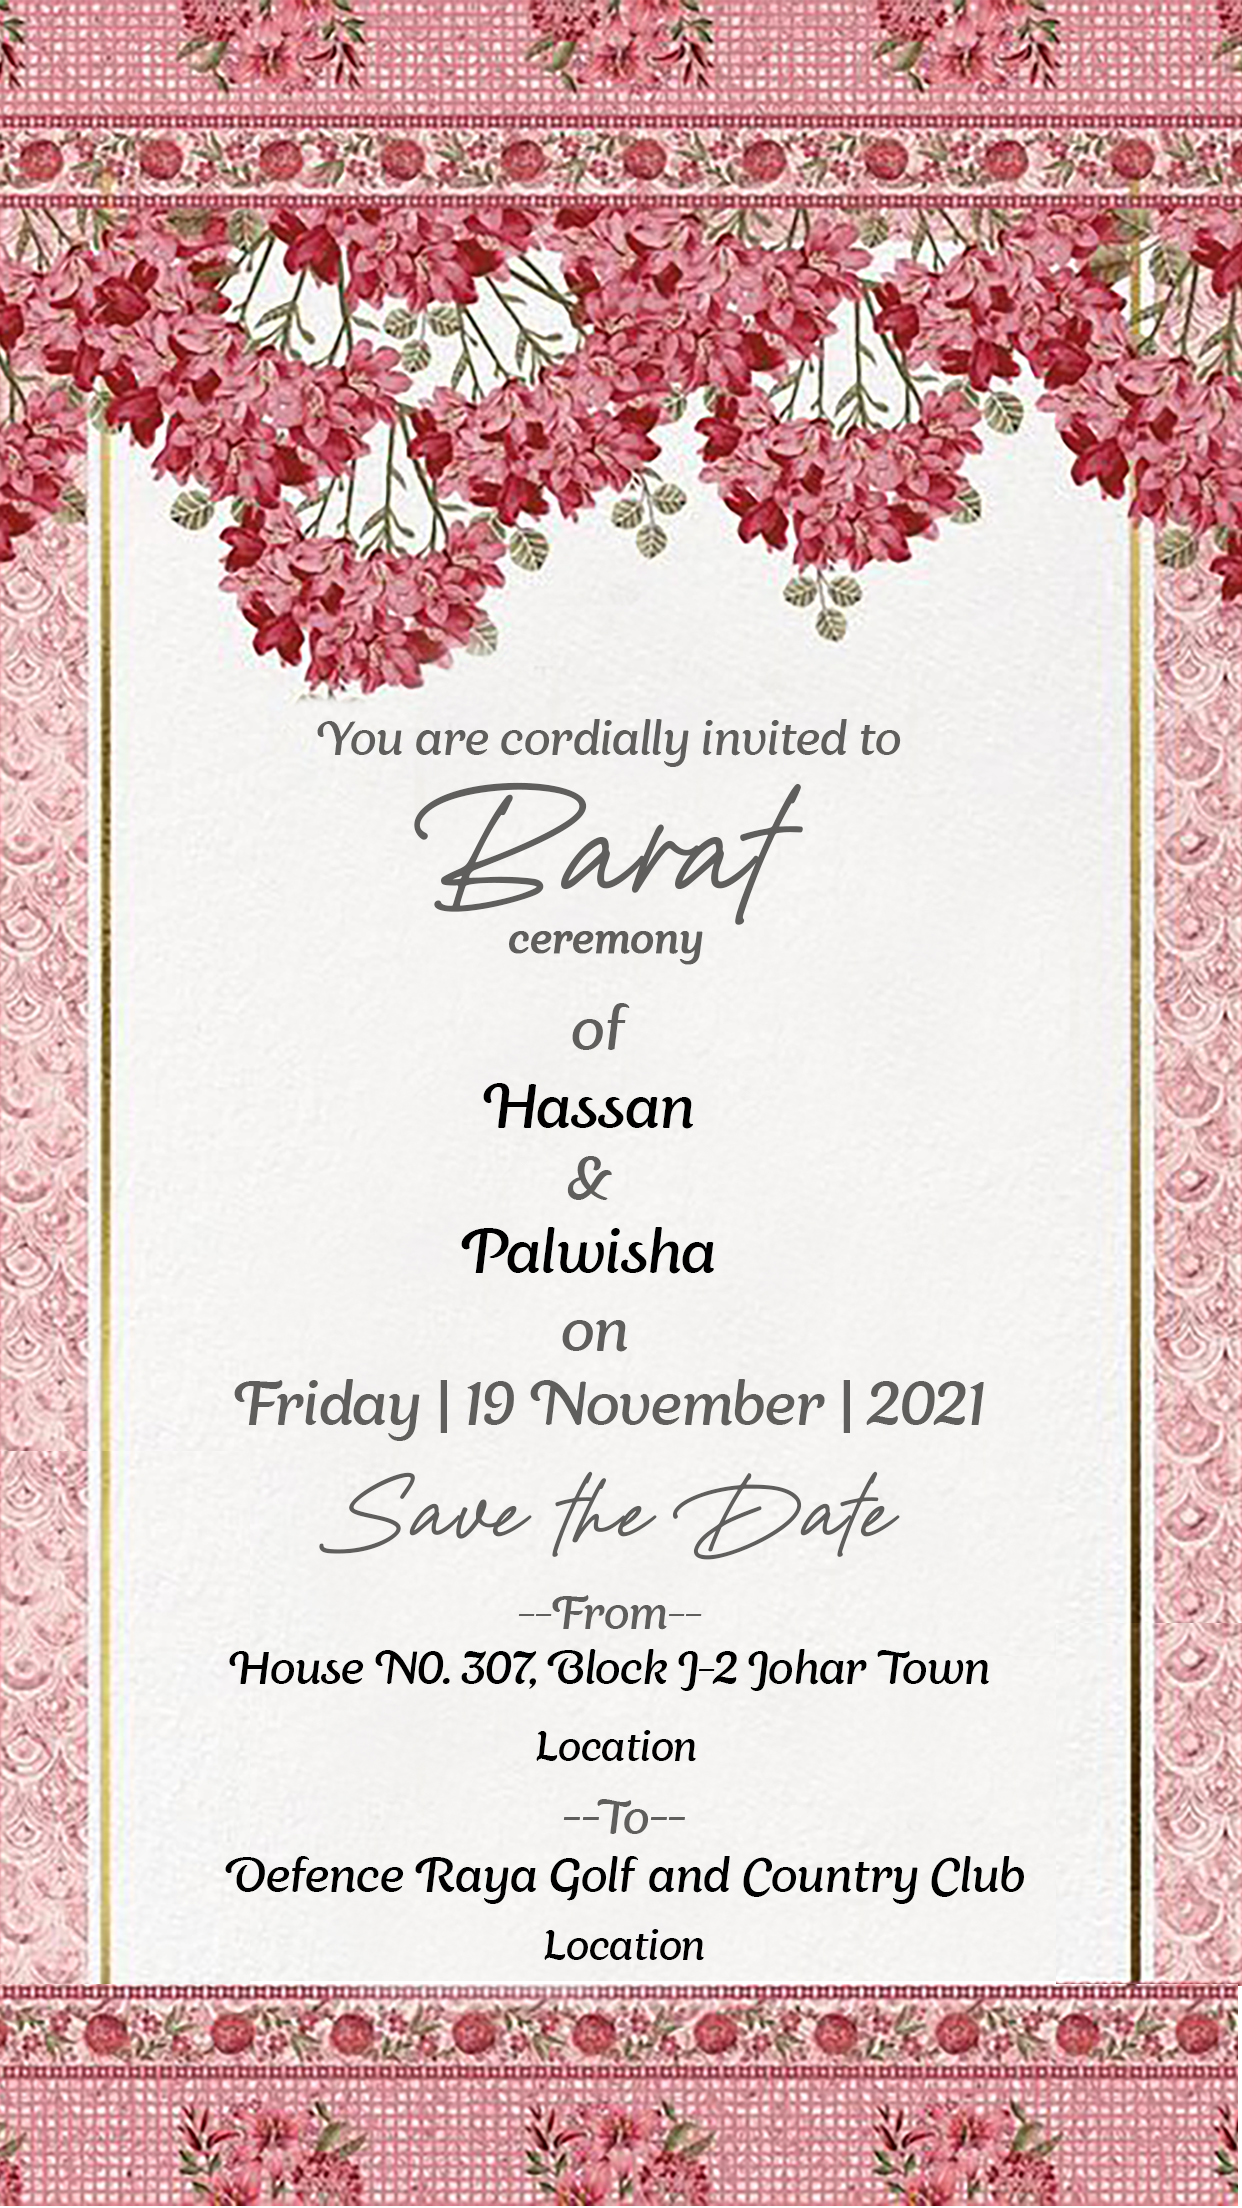 You are cordially invited to
Barat
ceremony
of
Hassan
&
Palwisha
on
Friday | 19 November | 2021
Save the Date
--From--
House N0. 307, Block J-2 Johar Town
Location
--To--
Defence Raya Golf and Country Club
Location